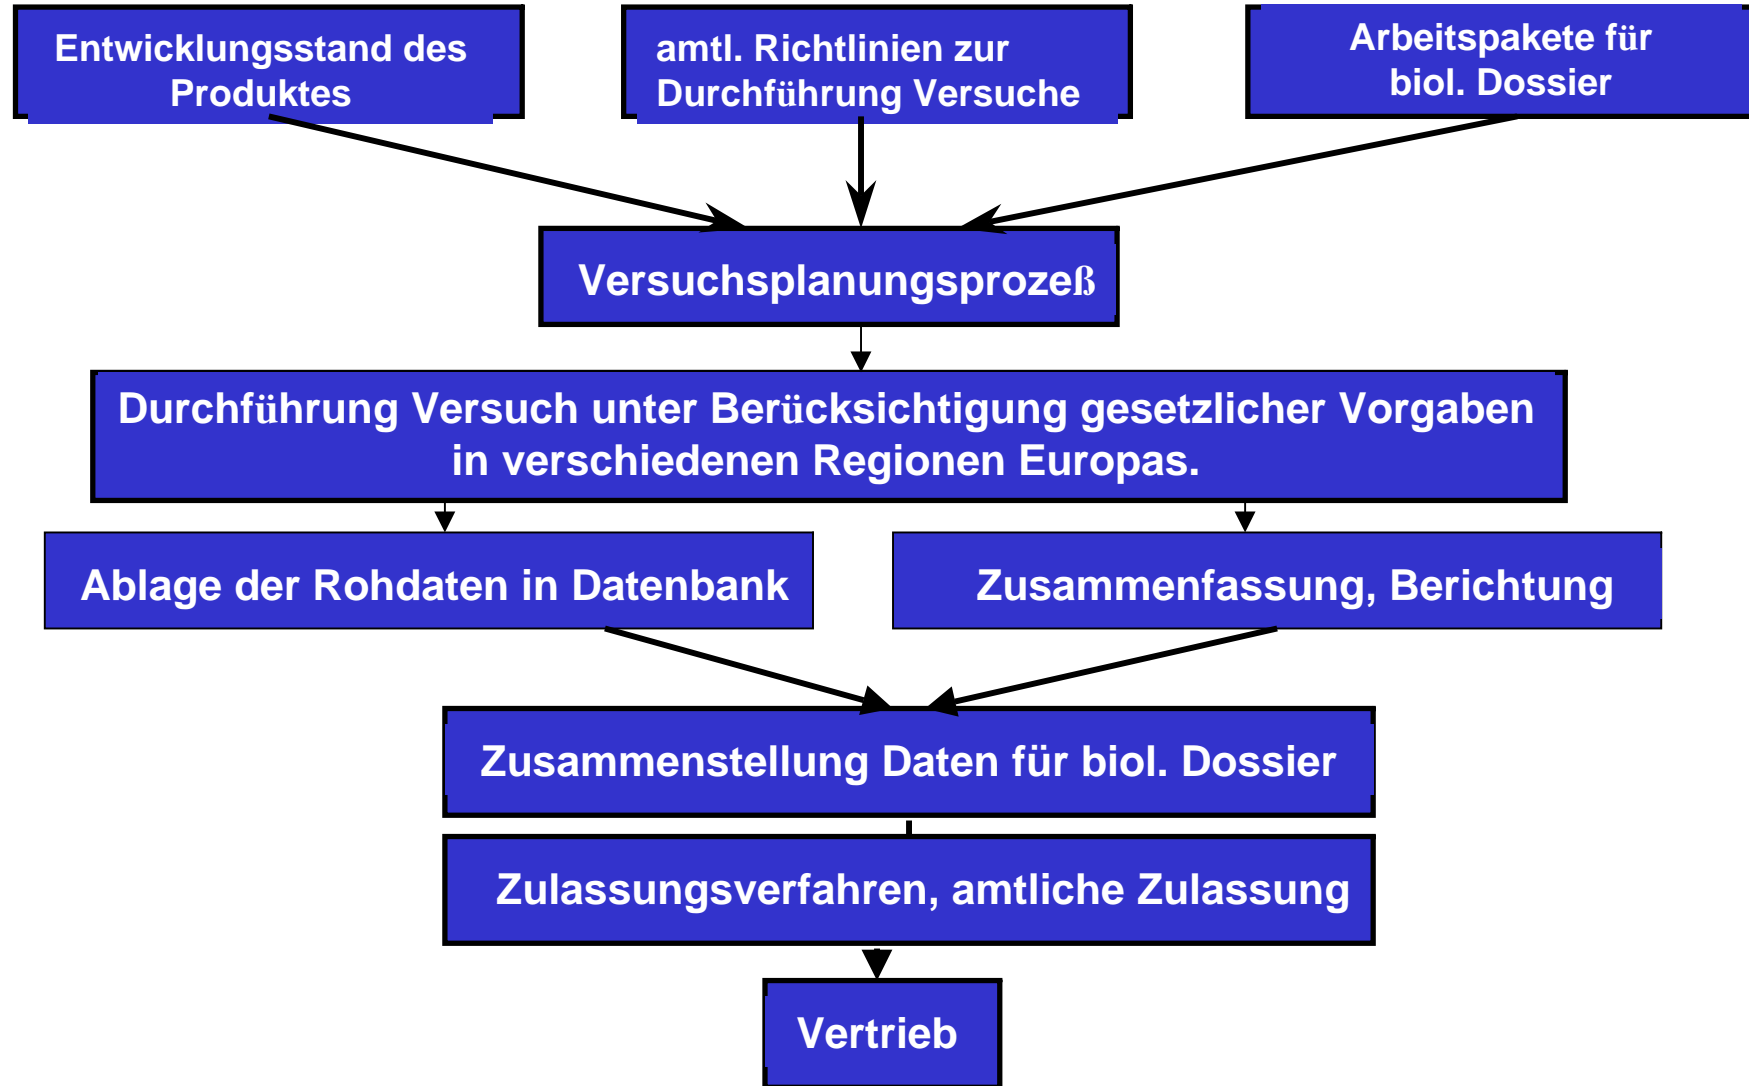 Entwicklungsstand des
Produktes
amtl. Richtlinien zur
Durchführung Versuche
Arbeitspakete für
biol. Dossier
Versuchsplanungsprozeß
Durchführung Versuch unter Berücksichtigung gesetzlicher Vorgaben
in verschiedenen Regionen Europas.
Ablage der Rohdaten in Datenbank
Zusammenfassung, Berichtung
Zusammenstellung Daten für biol. Dossier
Zulassungsverfahren, amtliche Zulassung
Vertrieb